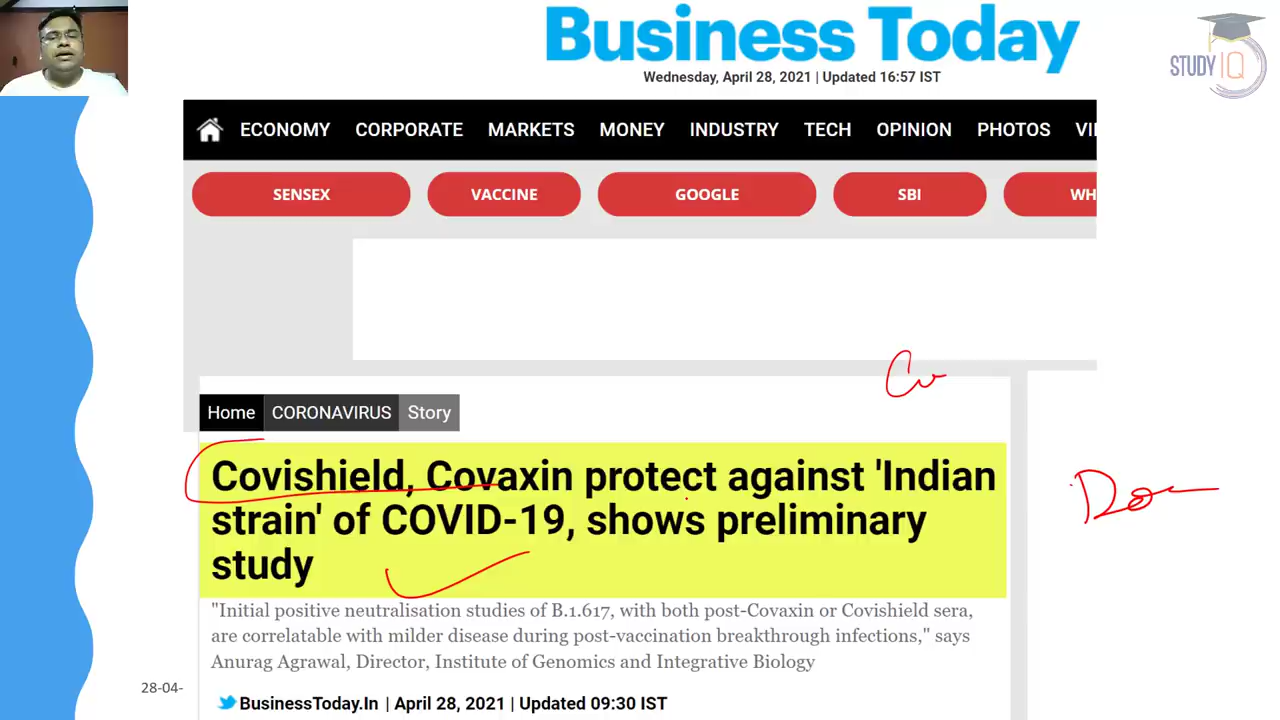 Business Today
Wednesday, April 28, 2021 | Updated 16:57 IST
STUDY IQ
ECONOMY CORPORATE MARKETS MONEY INDUSTRY TECH OPINION PHOTOS
SENSEX VACCINE GOOGLE SBI
Home CORONAVIRUS Story
Covishield, Covaxin protect against 'Indian
strain' of COVID-19, shows preliminary
study
"Initial positive neutralisation studies of B.1.617, with both post-Covaxin or Covishield sera,
are correlatable with milder disease during post-vaccination breakthrough infections," says
Anurag Agrawal, Director, Institute of Genomics and Integrative Biology
28-04-
BusinessToday.In | April 28, 2021 | Updated 09:30 IST